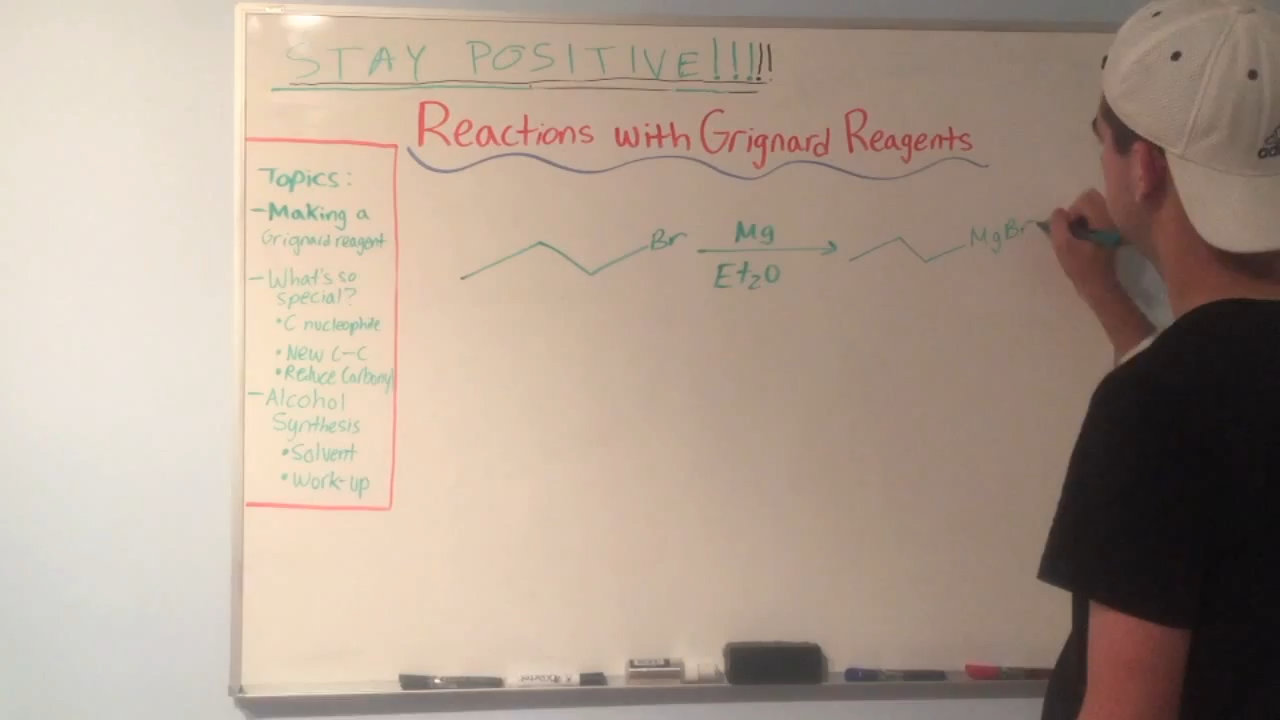 STAY POSITIVE!!!!!
Reactions with Grignard Reagents
Topics:
-Making a
Grignard reagent
-What's so
special?
•C nucleophile
•New C-C
•Reduce Carbonyl
-Alcohol
Synthesis
•Solvent
•Work-up
Br
Mg
Et₂O
MgBr